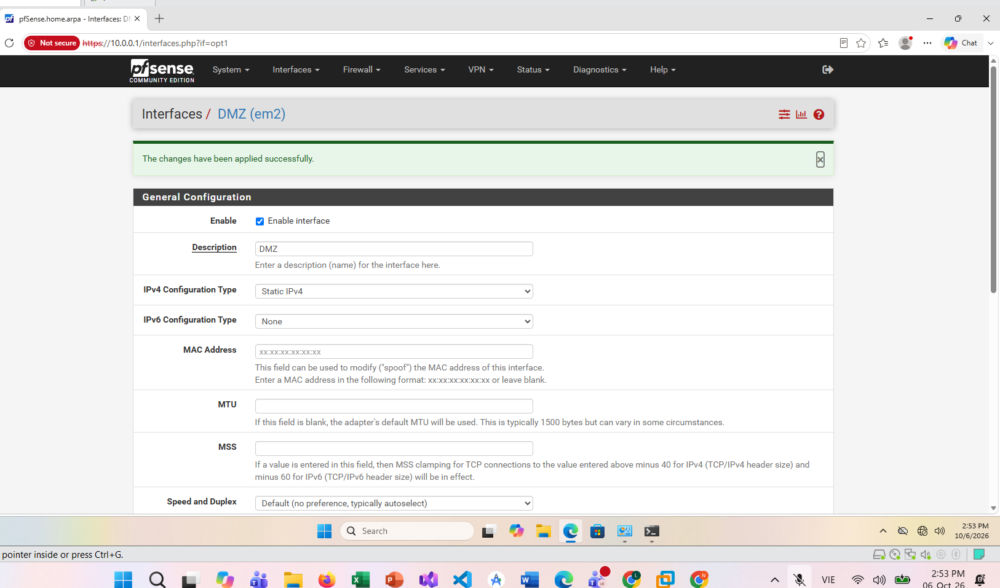 pfSense.home.arpa - Interfaces: DM
Not secure https://10.0.0.1/interfaces.php?if=opt1
Chat
pfsense
COMMUNITY EDITION
System
Interfaces
Firewall
Services
VPN
Status
Diagnostics
Help
Interfaces / DMZ (em2)
The changes have been applied successfully.
General Configuration
Enable
Enable interface
Description
DMZ
Enter a description (name) for the interface here.
IPv4 Configuration Type
Static IPv4
IPv6 Configuration Type
None
MAC Address
xx:xx:xx:xx:xx:xx
This field can be used to modify ("spoof") the MAC address of this interface.
Enter a MAC address in the following format: xx:xx:xx:xx:xx:xx or leave blank.
MTU
If this field is blank, the adapter's default MTU will be used. This is typically 1500 bytes but can vary in some circumstances.
MSS
If a value is entered in this field, then MSS clamping for TCP connections to the value entered above minus 40 for IPv4 (TCP/IPv4 header size) and
minus 60 for IPv6 (TCP/IPv6 header size) will be in effect.
Speed and Duplex
Default (no preference, typically autoselect)
Search
2:53 PM
10/6/2026
pointer inside or press Ctrl+G.
VIE
2:53 PM
06 Oct 26